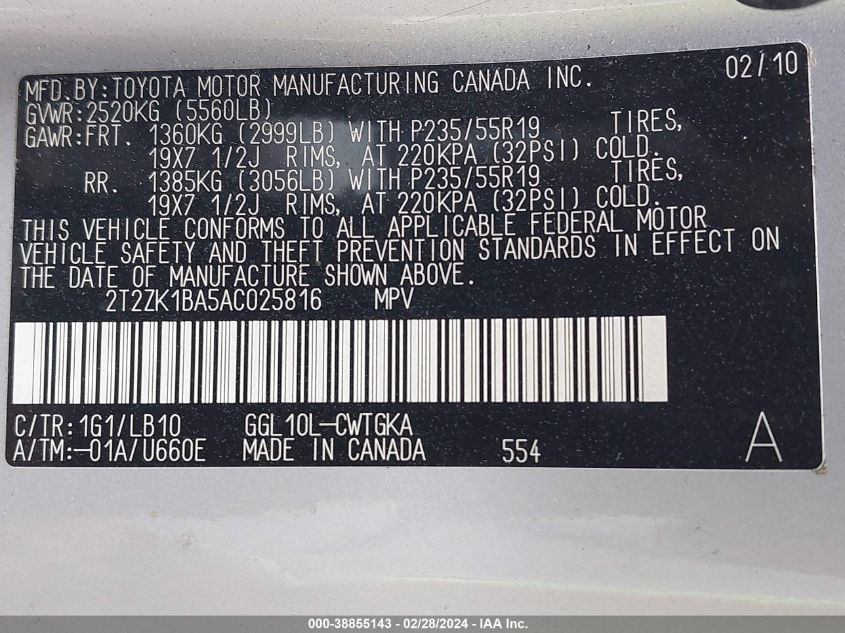 MFD. BY: TOYOTA MOTOR MANUFACTURING CANADA INC. 02/10
GVWR: 2520KG (5560LB)
GAWR: FRT. 1360KG (2999LB) WITH P235/55R19 TIRES,
19X7 1/2J RIMS, AT 220KPA (32PSI) COLD.
RR. 1385KG (3056LB) WITH P235/55R19 TIRES,
19X7 1/2J RIMS, AT 220KPA (32PSI) COLD.
THIS VEHICLE CONFORMS TO ALL APPLICABLE FEDERAL MOTOR
VEHICLE SAFETY AND THEFT PREVENTION STANDARDS IN EFFECT ON
THE DATE OF MANUFACTURE SHOWN ABOVE.
2T2ZK1BA5AC025816 MPV
C/TR: 1G1/LB10 GGL10L-CWTGKA
A/TM: -01A/U660E MADE IN CANADA 554 A
000-38855143 - 02/28/2024 - IAA Inc.